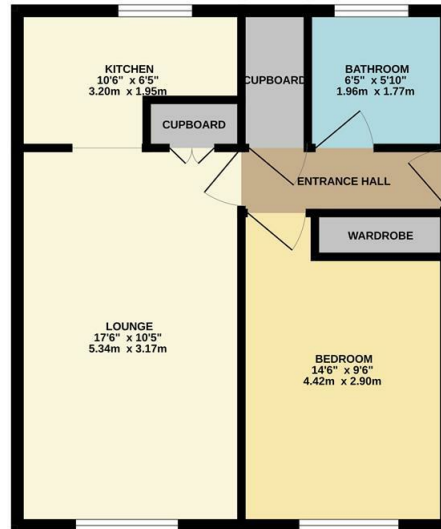 KITCHEN
10'6" x 6'5"
3.20m x 1.95m
CUPBOARD
BATHROOM
6'5" x 5'10"
1.96m x 1.77m
CUPBOARD
ENTRANCE HALL
WARDROBE
LOUNGE
17'6" x 10'5"
5.34m x 3.17m
BEDROOM
14'6" x 9'6"
4.42m x 2.90m